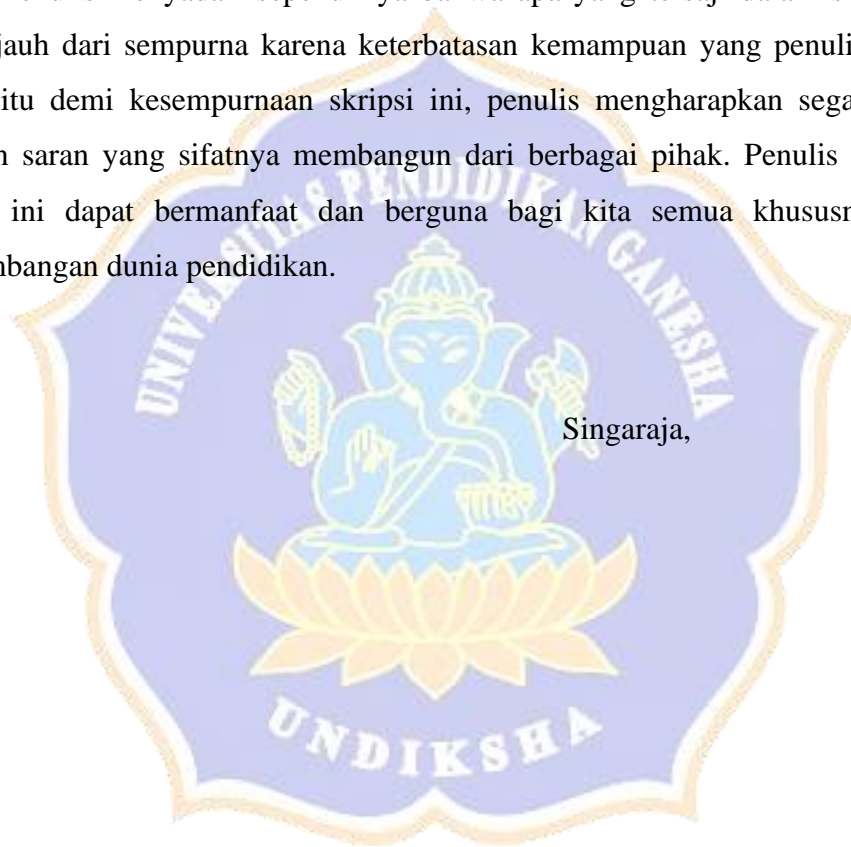 jauh dari sempurna karena keterbatasan kemampuan yang penuli
itu demi kesempurnaan skripsi ini, penulis mengharapkan sega
n saran yang sifatnya membangun dari berbagai pihak. Penulis
ini dapat bermanfaat dan berguna bagi kita semua khususn
mbangan dunia pendidikan.
UNIVERSITAS PENDIDIKAN GANESHA
Singaraja,
UNDIKSHA